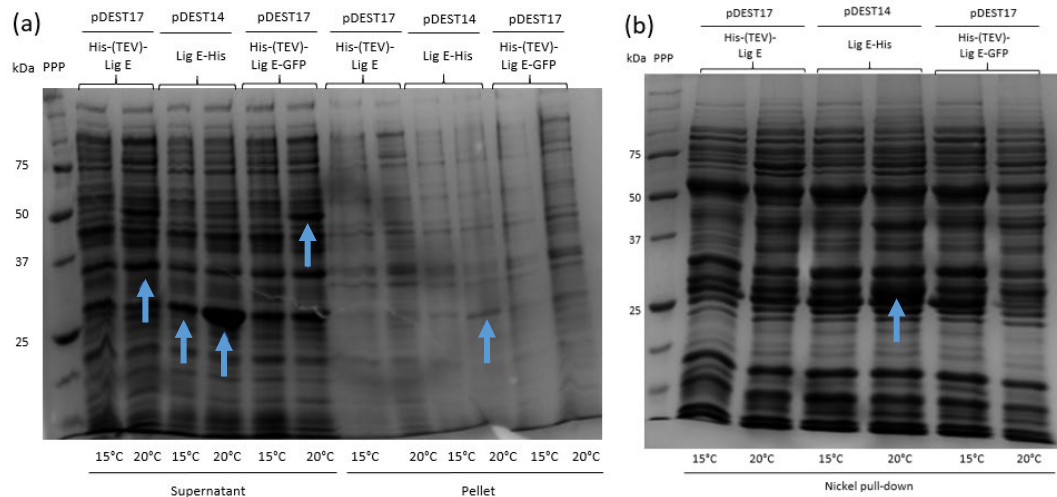 (a)
pDEST17 pDEST14 pDEST17 pDEST17 pDEST14 pDEST17
His-(TEV)-
Lig E
Lig E-His
His-(TEV)-
Lig E-GFP
His-(TEV)-
Lig E
Lig E-His
His-(TEV)-
Lig E-GFP
kDa PPP
75
50
37
25
15°C 20°C 15°C 20°C 15°C 20°C 15°C 20°C 20°C 15°C 15°C 20°C
Supernatant Pellet
(b)
pDEST17 pDEST14 pDEST17
His-(TEV)-
Lig E
Lig E-His
His-(TEV)-
Lig E-GFP
kDa PPP
75
50
37
25
15°C 20°C 15°C 20°C 15°C 20°C
Nickel pull-down